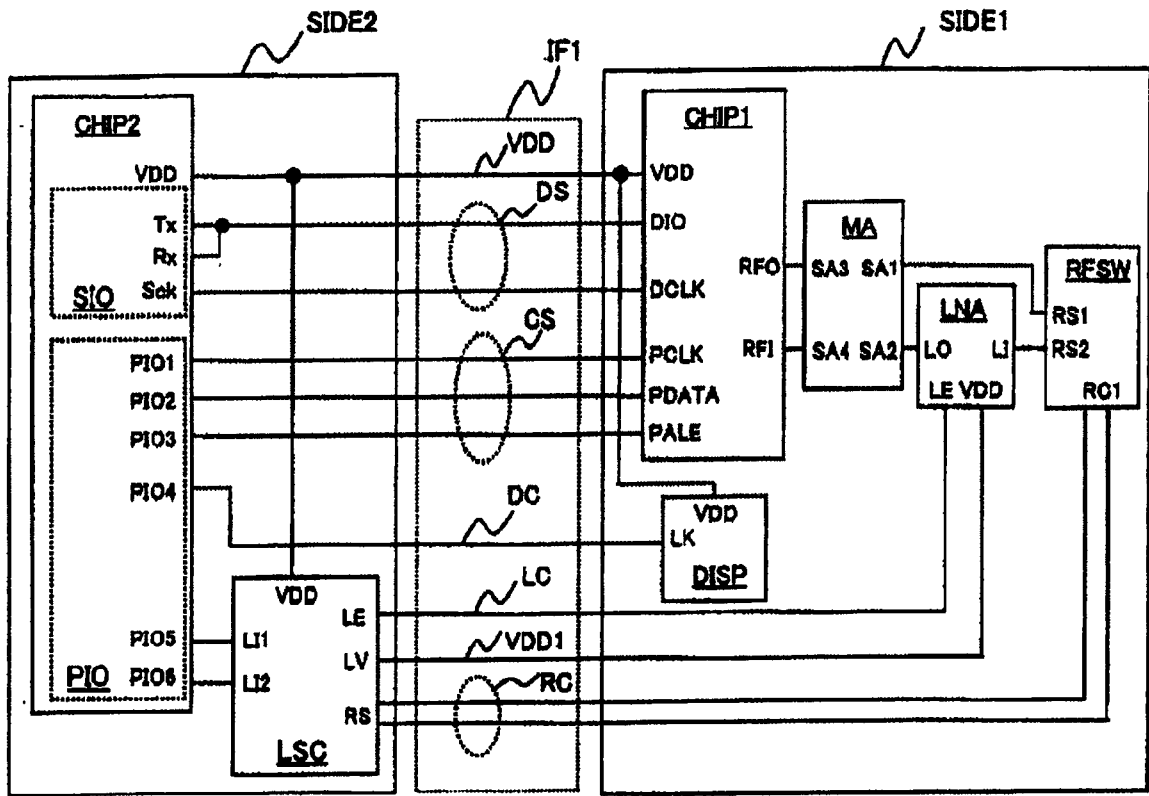 SIDE2
IF1
SIDE1
CHIP2
VDD
CHIP1
VDD
VDD
Tx
Rx
Sck
SIO
DS
DIO
DCLK
RFO
RFI
MA
SA3 SA1
SA4 SA2
RFSW
RS1
RS2
RC1
LNA
LO LI
LE VDD
PIO1
PIO2
PIO3
CS
PCLK
PDATA
PALE
PIO4
DC
VDD
LK
DISP
VDD
LE
LC
PIO5
PIO6
PIO
LI1
LI2
LV
VDD1
RS
RC
LSC